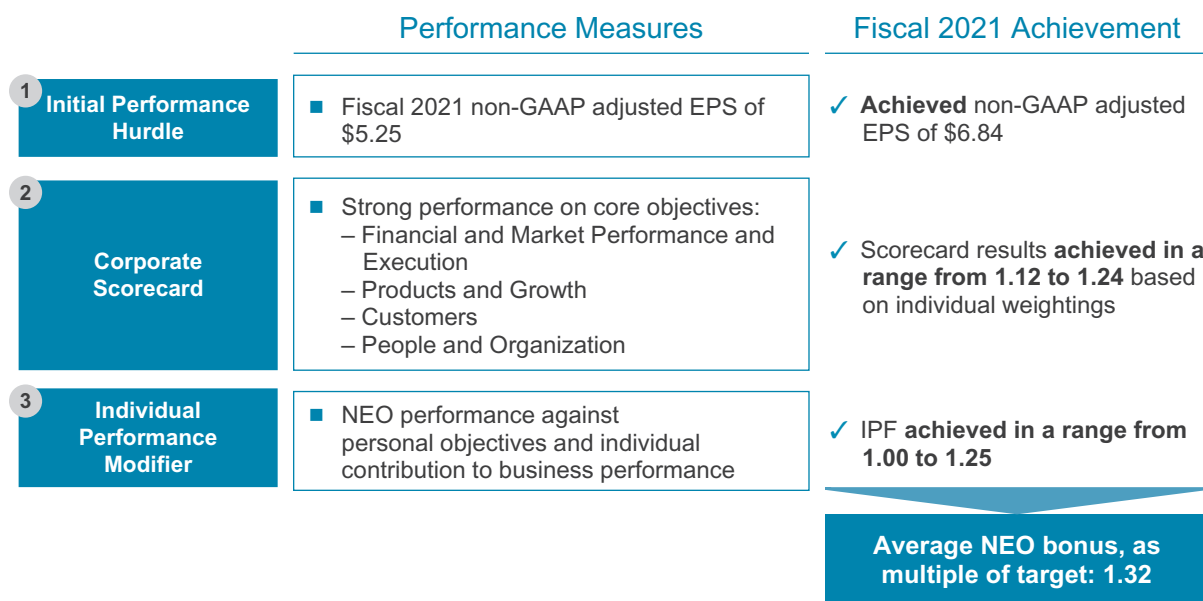 Performance Measures
Fiscal 2021 Achievement
1
Initial Performance
Hurdle
■ Fiscal 2021 non-GAAP adjusted EPS of
$5.25
✓ Achieved non-GAAP adjusted
EPS of $6.84
2
Corporate
Scorecard
■ Strong performance on core objectives:
– Financial and Market Performance and
Execution
– Products and Growth
– Customers
– People and Organization
✓ Scorecard results achieved in a
range from 1.12 to 1.24 based
on individual weightings
3
Individual
Performance
Modifier
■ NEO performance against
personal objectives and individual
contribution to business performance
✓ IPF achieved in a range from
1.00 to 1.25
Average NEO bonus, as
multiple of target: 1.32